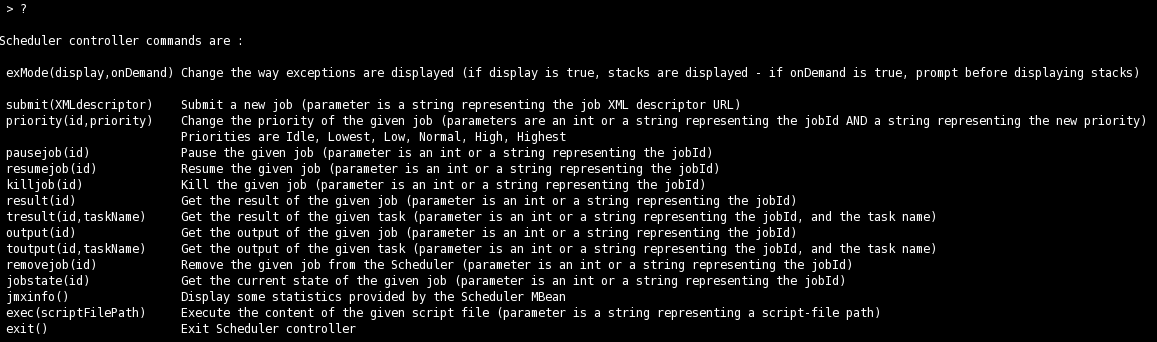 > ?
Scheduler controller commands are :
exMode(display,onDemand) Change the way exceptions are displayed (if display is true, stacks are displayed - if onDemand is true, prompt before displaying stacks)
submit(XMLdescriptor) Submit a new job (parameter is a string representing the job XML descriptor URL)
priority(id,priority) Change the priority of the given job (parameters are an int or a string representing the jobId AND a string representing the new priority)
Priorities are Idle, Lowest, Low, Normal, High, Highest
pausejob(id) Pause the given job (parameter is an int or a string representing the jobId)
resumejob(id) Resume the given job (parameter is an int or a string representing the jobId)
killjob(id) Kill the given job (parameter is an int or a string representing the jobId)
result(id) Get the result of the given job (parameter is an int or a string representing the jobId)
tresult(id,taskName) Get the result of the given task (parameter is an int or a string representing the jobId, and the task name)
output(id) Get the output of the given job (parameter is an int or a string representing the jobId)
toutput(id,taskName) Get the output of the given task (parameter is an int or a string representing the jobId, and the task name)
removejob(id) Remove the given job from the Scheduler (parameter is an int or a string representing the jobId)
jobstate(id) Get the current state of the given job (parameter is an int or a string representing the jobId)
jmxinfo() Display some statistics provided by the Scheduler MBean
exec(scriptFilePath) Execute the content of the given script file (parameter is a string representing a script-file path)
exit() Exit Scheduler controller